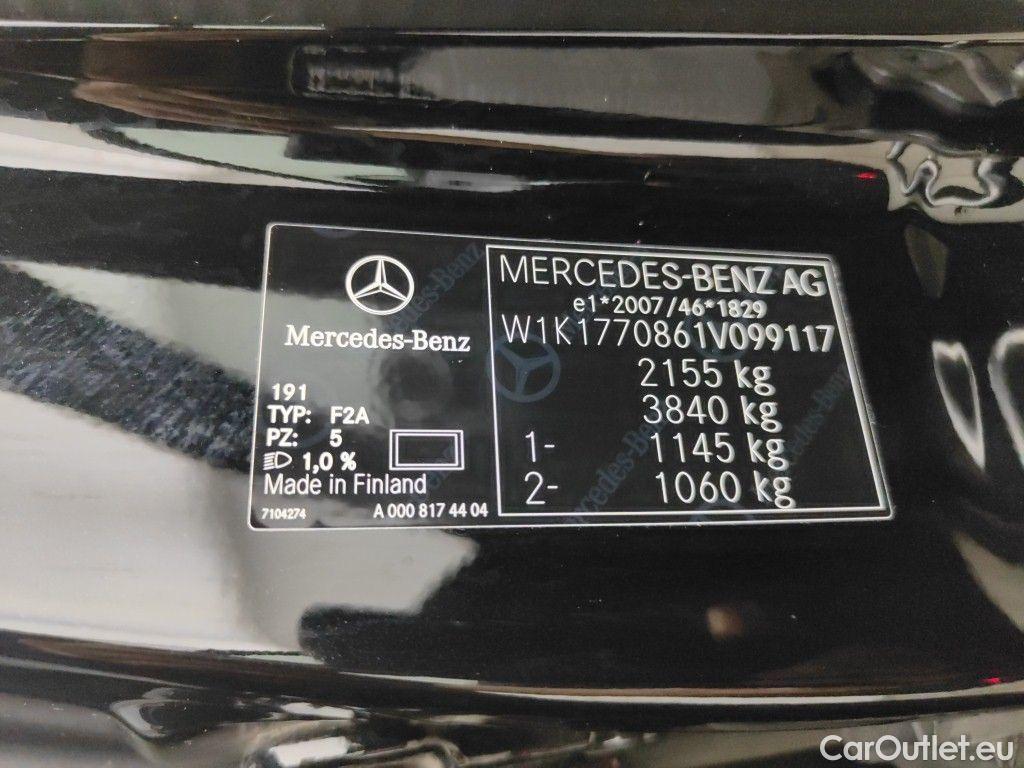 Mercedes-Benz
191
TYP: F2A
PZ: 5
1,0 %
Made in Finland
7104274 A 000 817 44 04
MERCEDES-BENZ AG
e1*2007/46*1829
W1K1770861V099117
2155 kg
3840 kg
1- 1145 kg
2- 1060 kg
CarOutlet.eu